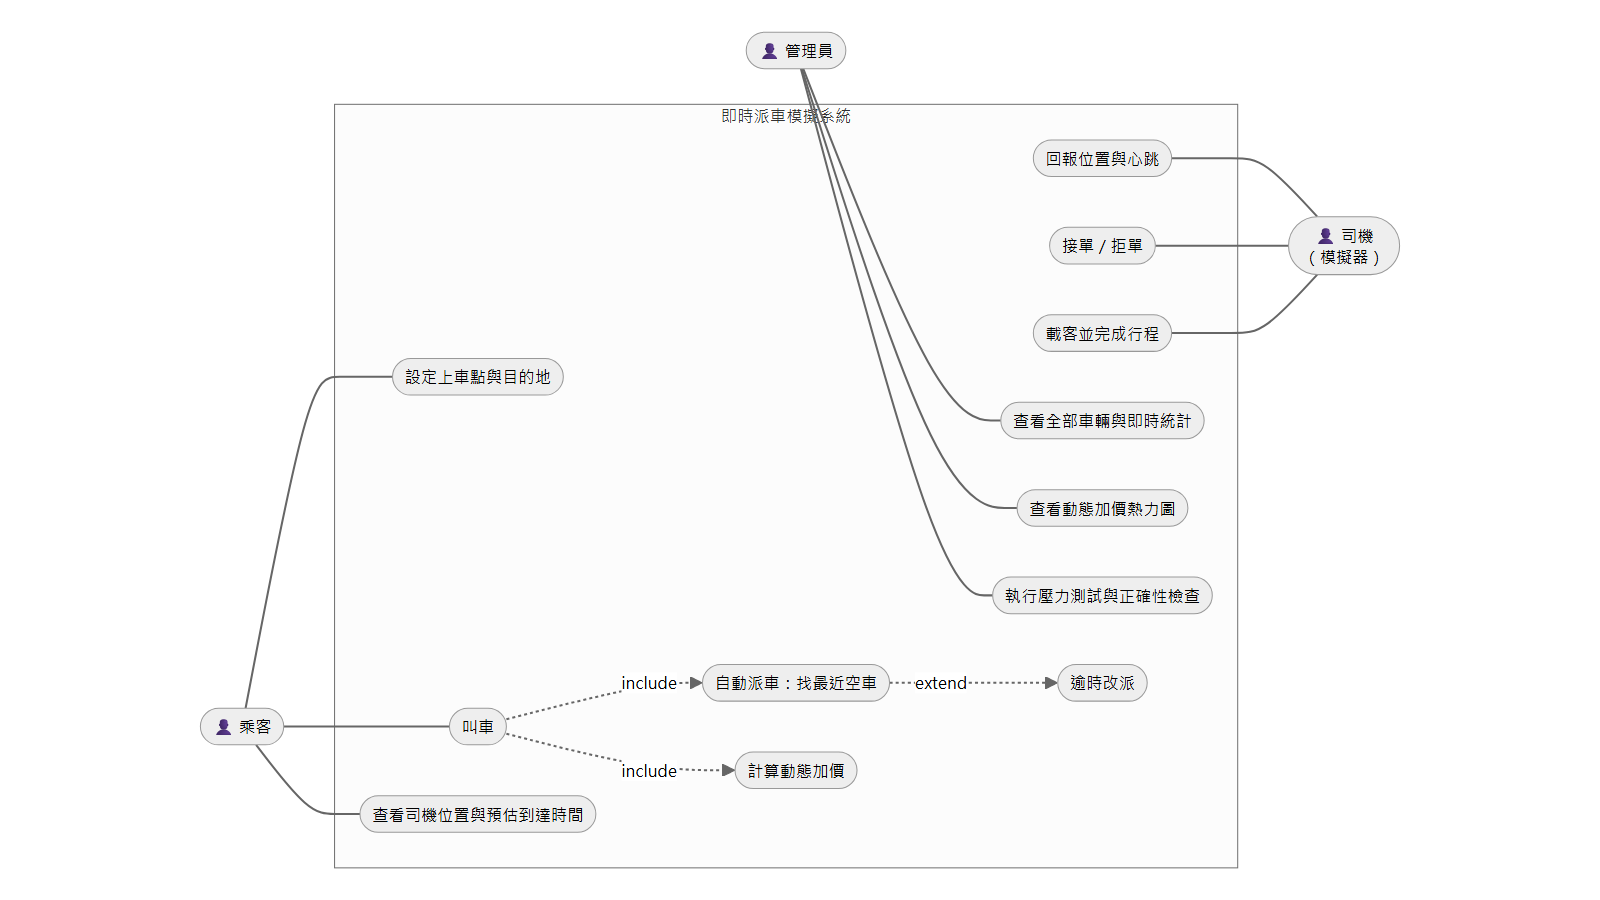 管理員
即時派車模擬系統
回報位置與心跳
接單 / 拒單
司機
( 模擬器 )
載客並完成行程
設定上車點與目的地
查看全部車輛與即時統計
查看動態加價熱力圖
執行壓力測試與正確性檢查
include
自動派車：找最近空車
extend
逾時改派
乘客
叫車
include
計算動態加價
查看司機位置與預估到達時間